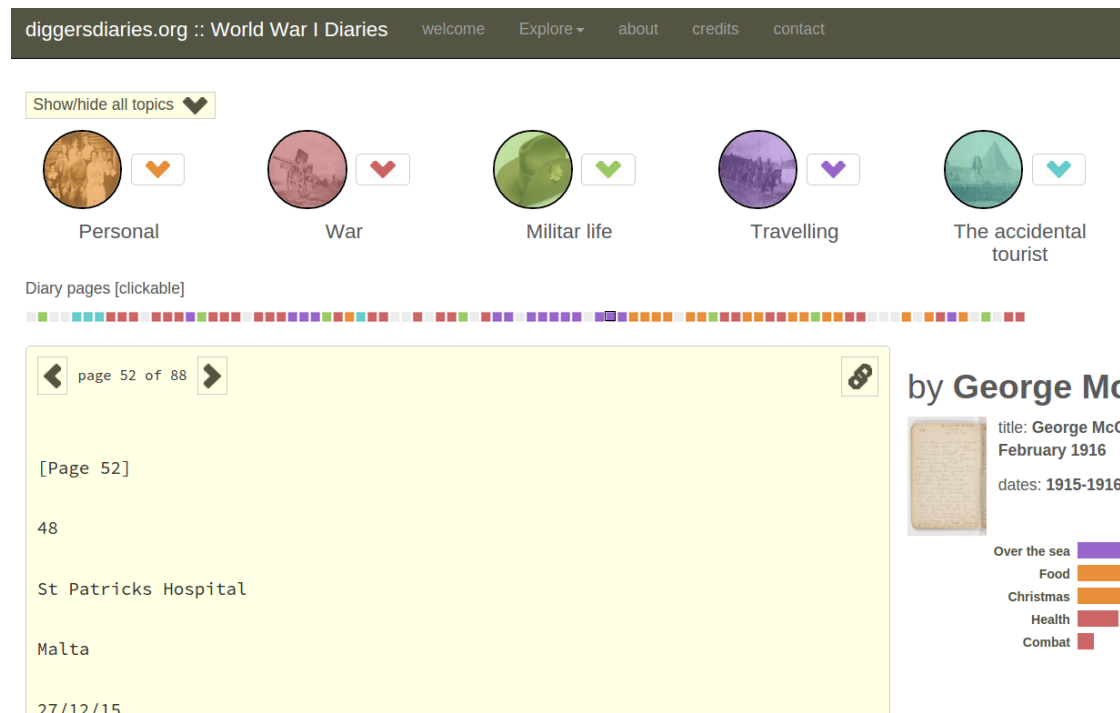 diggersdiaries.org :: World War I Diaries welcome Explore about credits contact
Show/hide all topics
Personal War Militar life Travelling The accidental
tourist
Diary pages [clickable]
page 52 of 88
[Page 52]
48
St Patricks Hospital
Malta
27/12/15
by George Mc
title: George McC
February 1916
dates: 1915-1916
Over the sea
Food
Christmas
Health
Combat